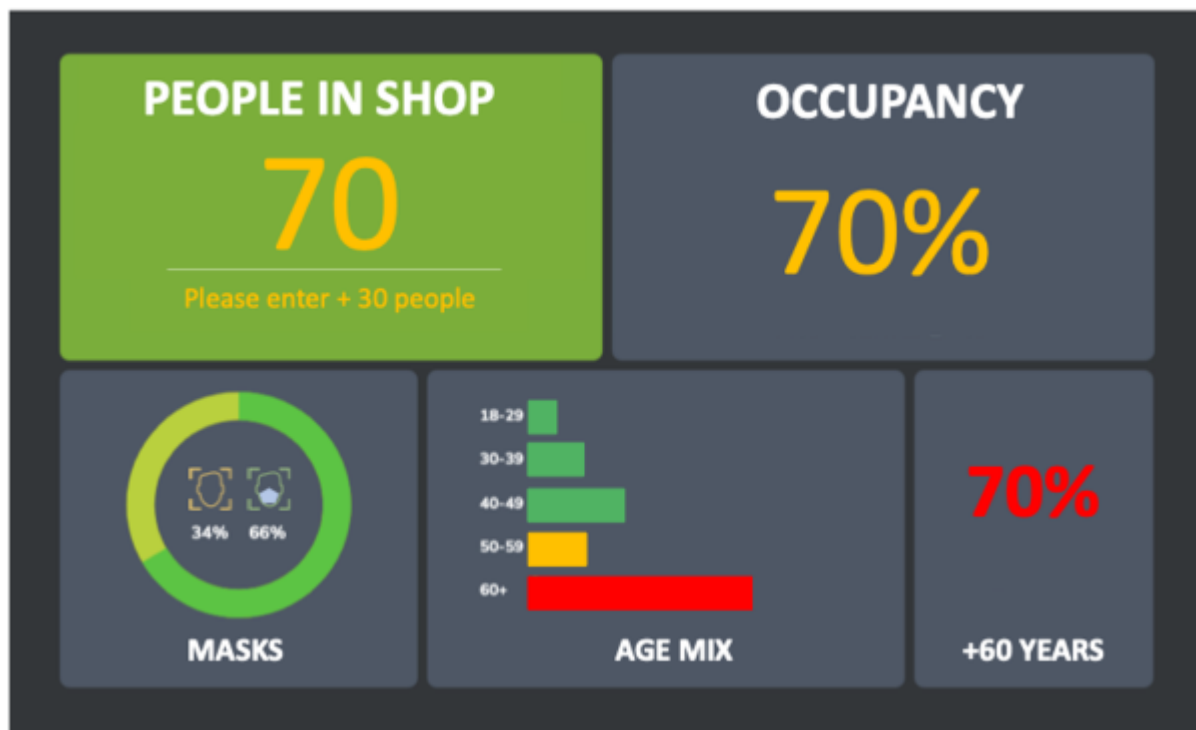 PEOPLE IN SHOP
70
Please enter + 30 people
OCCUPANCY
70%
34% 66%
MASKS
18-29
30-39
40-49
50-59
60+
AGE MIX
70%
+60 YEARS